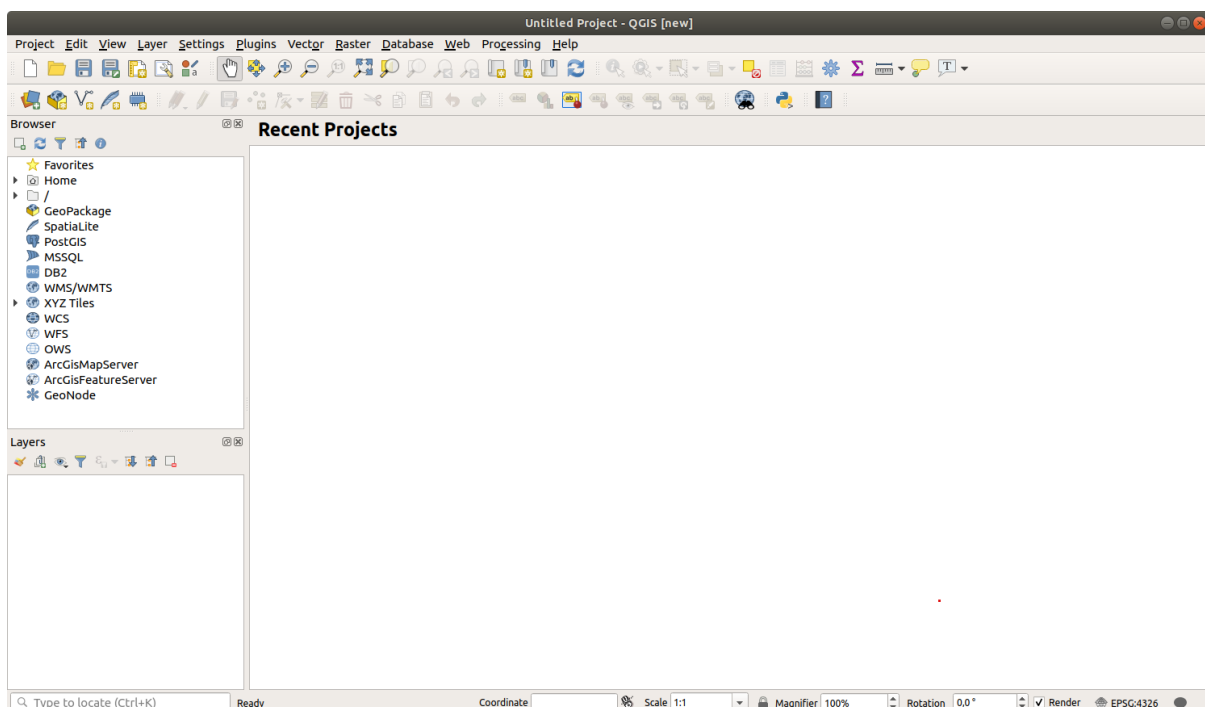 Untitled Project - QGIS [new]
Project Edit View Layer Settings Plugins Vector Raster Database Web Processing Help
Browser
Recent Projects
Favorites
Home
/
GeoPackage
SpatiaLite
PostGIS
MSSQL
DB2
WMS/WMTS
XYZ Tiles
WCS
WFS
OWS
ArcGisMapServer
ArcGisFeatureServer
GeoNode
Layers
Type to locate (Ctrl+K) Ready Coordinate Scale 1:1 Magnifier 100% Rotation 0,0 ° Render EPSG:4326